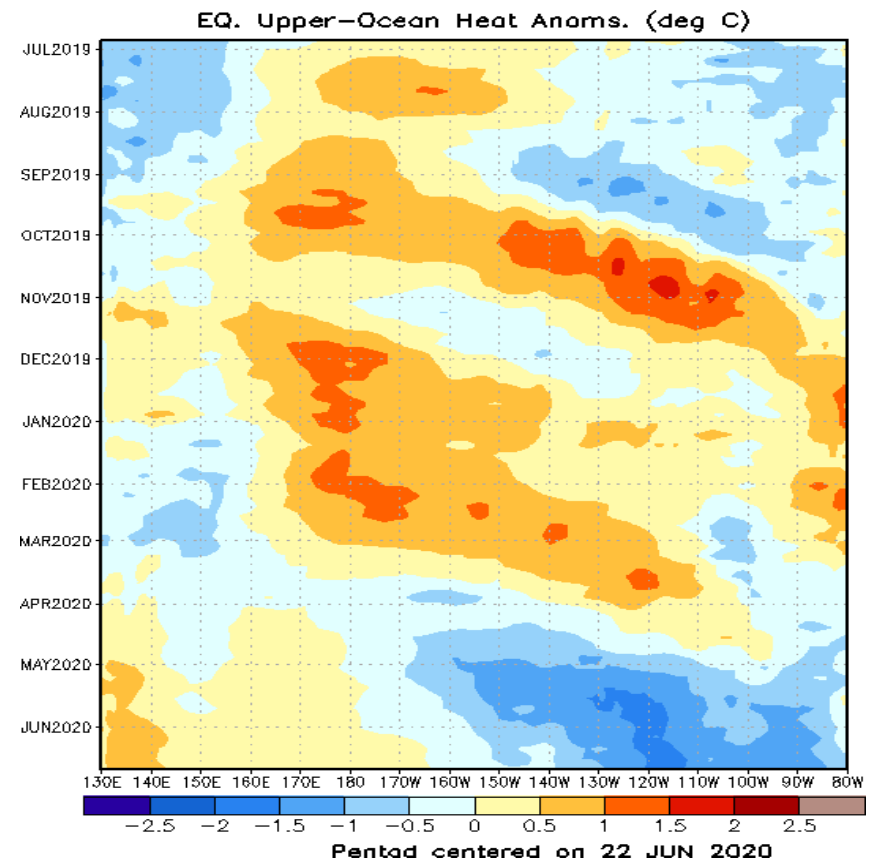 EQ. Upper-Ocean Heat Anoms. (deg C)
JUL2019
AUG2019
SEP2019
OCT2019
NOV2019
DEC2019
JAN2020
FEB2020
MAR2020
APR2020
MAY2020
JUN2020
130E 140E 150E 160E 170E 180 170W 160W 150W 140W 130W 120W 110W 100W 90W 80W
-2.5 -2 -1.5 -1 -0.5 0 0.5 1 1.5 2 2.5
Pentad centered on 22 JUN 2020